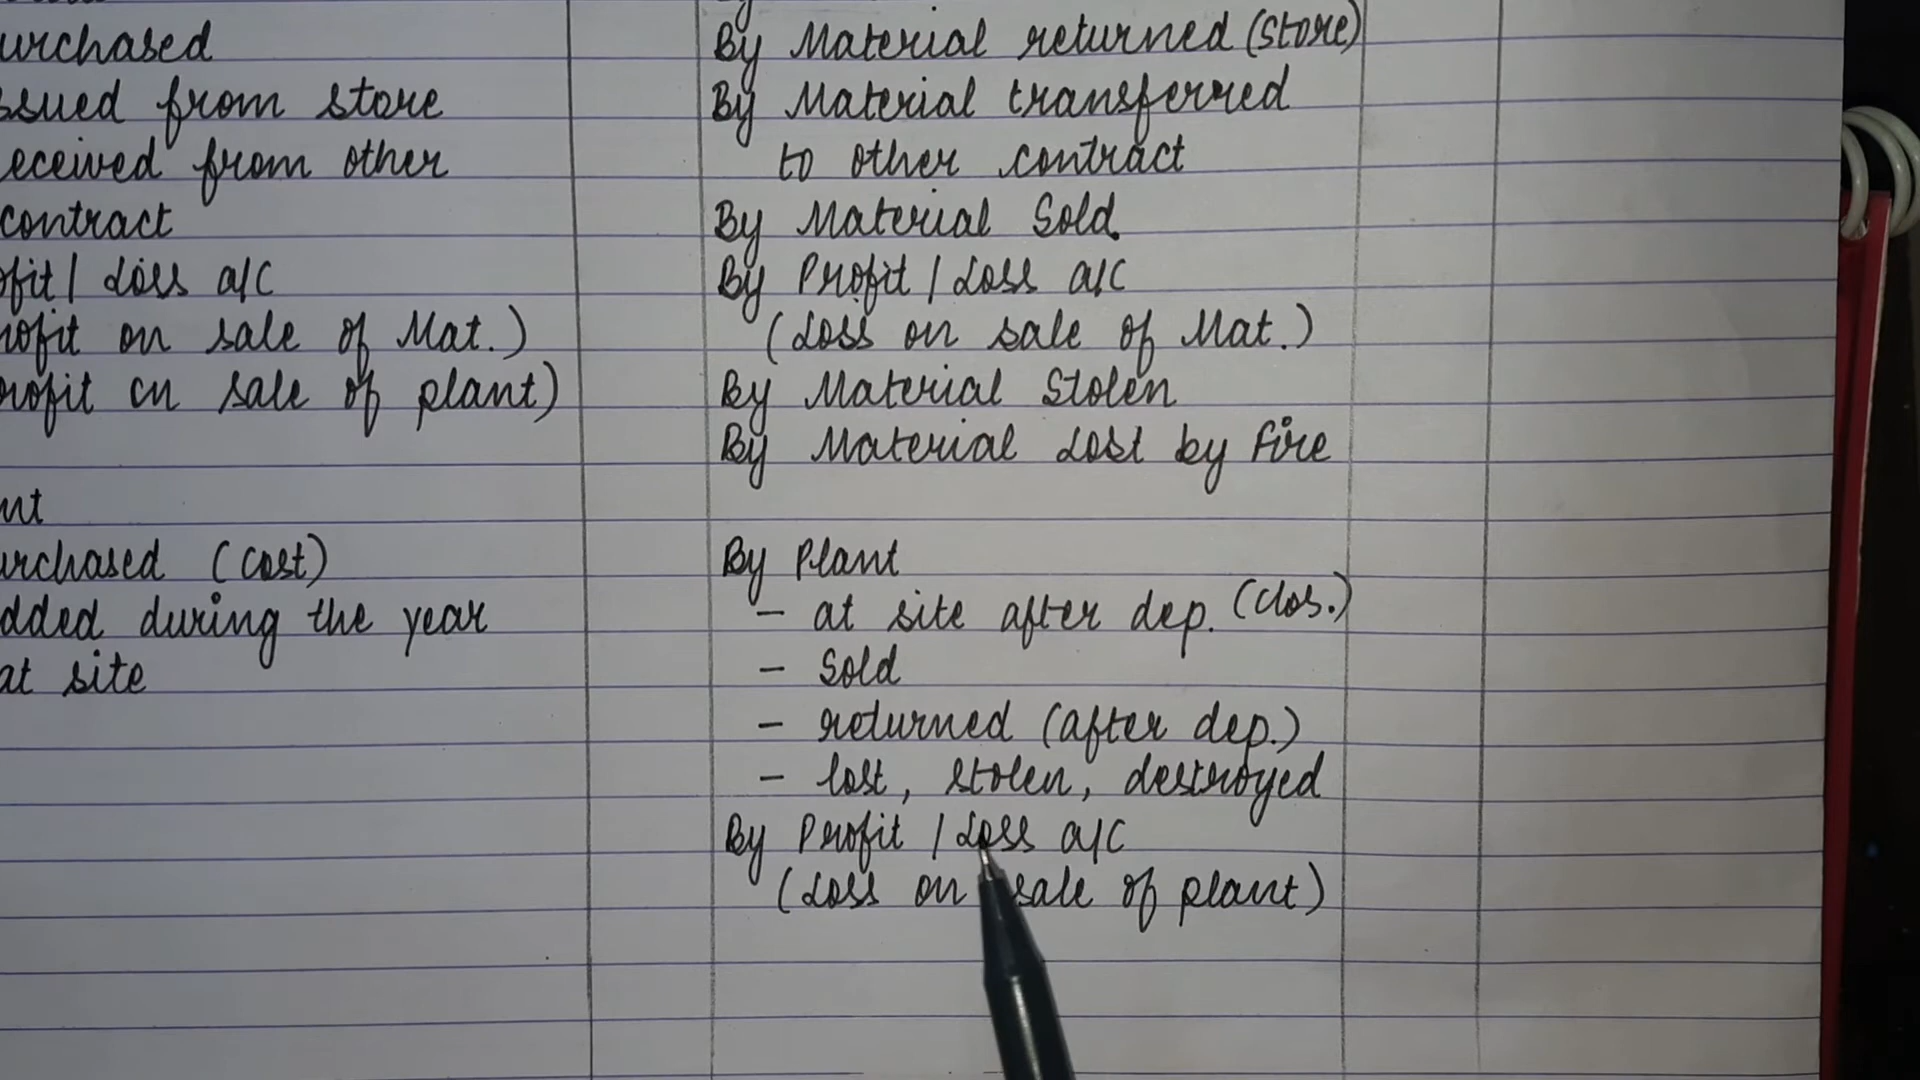 urchased
ssued from store
eceived from other
contract
ofit / Loss a/c
rofit on sale of Mat.)
rofit on sale of plant)
nt
urchased (cost)
dded during the year
at site
By Material returned (store)
By Material transferred
to other contract
By Material Sold.
By Profit / Loss a/c
(Loss on sale of Mat.)
By Material Stolen
By Material Lost by fire
By Plant
- at site after dep. (clos.)
- Sold
- returned (after dep.)
- lost, stolen, destroyed
By Profit / Loss a/c
(Loss on sale of plant)